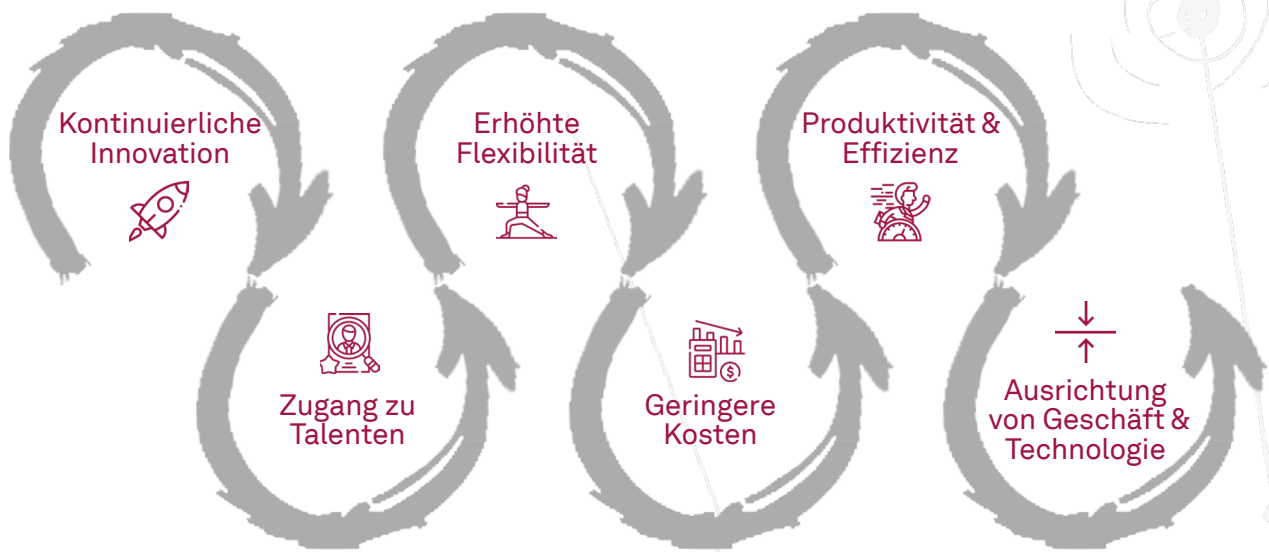 Kontinuierliche
Innovation
Zugang zu
Talenten
Erhöhte
Flexibilität
Geringere
Kosten
Produktivität &
Effizienz
Ausrichtung
von Geschäft &
Technologie
$